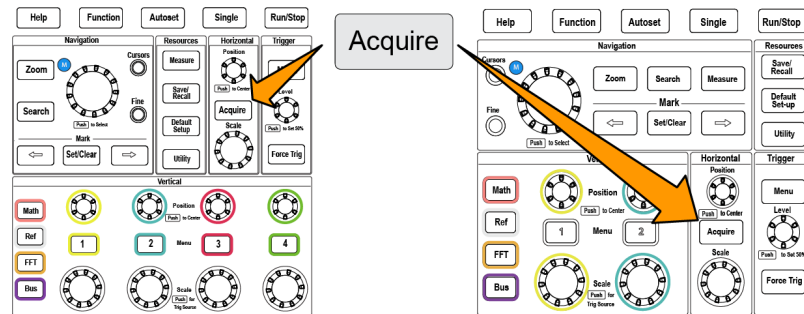 Help
Function
Autoset
Single
Run/Stop
Navigation
Resources
Horizontal
Trigger
Zoom
M
Cursors
Measure
Position
Push to Center
Search
Push to Select
Fine
Save/
Recall
Acquire
Level
Default
Setup
Scale
Push to Set 50%
Mark
Set/Clear
Utility
Force Trig
Vertical
Math
Position
Push to Center
Ref
1
2
Menu
3
4
FFT
Bus
Scale
Push for
Trig Source
Acquire
Help
Function
Autoset
Single
Run/Stop
Navigation
Resources
Cursors
M
Zoom
Search
Measure
Save/
Recall
Fine
Mark
Default
Set-up
Set/Clear
Push to Select
Utility
Horizontal
Trigger
Math
Position
Push to Center
Position
Push to Center
Menu
Ref
1
Menu
2
Acquire
Level
FFT
Scale
Push to Set 50%
Bus
Scale
Push for
Trig Source
Force Trig